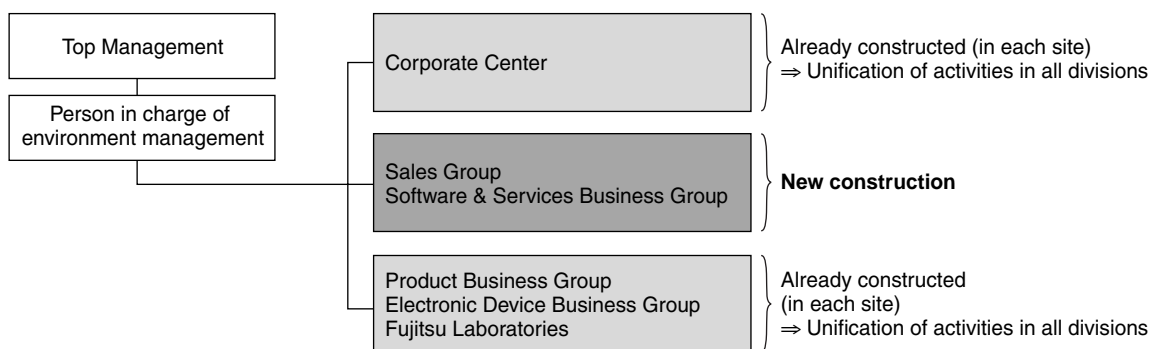 Top Management
Person in charge of
environment management
Corporate Center
Already constructed (in each site)
⇒ Unification of activities in all divisions
Sales Group
Software & Services Business Group
New construction
Product Business Group
Electronic Device Business Group
Fujitsu Laboratories
Already constructed
(in each site)
⇒ Unification of activities in all divisions